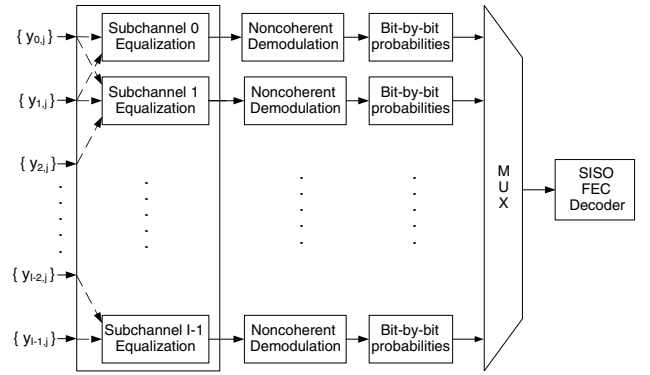 { y0,j }
Subchannel 0
Equalization
Noncoherent
Demodulation
Bit-by-bit
probabilities
{ y1,j }
Subchannel 1
Equalization
Noncoherent
Demodulation
Bit-by-bit
probabilities
{ y2,j }
M
U
X
SISO
FEC
Decoder
{ yI-2,j }
{ yI-1,j }
Subchannel I-1
Equalization
Noncoherent
Demodulation
Bit-by-bit
probabilities